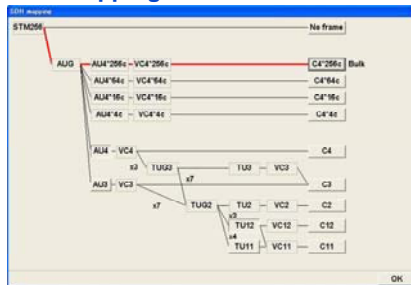 SDH mapping
STM256 No frame
AUG AU4*256c VC4*256c C4*256c Bulk
AU4*64c VC4*64c C4*64c
AU4*16c VC4*16c C4*16c
AU4*4c VC4*4c C4*4c
AU4 VC4 C4
x3 TUG3 TU3 VC3
x7
AU3 VC3 C3
x7 TUG2 TU2 VC2 C2
x3
TU12 VC12 C12
x4
TU11 VC11 C11
OK